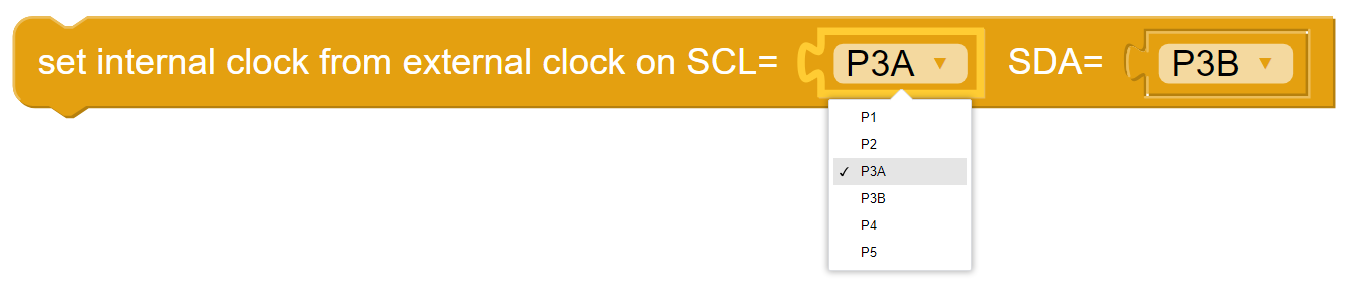 set internal clock from external clock on SCL= P3A ▼ SDA= P3B ▼
P1
P2
✓ P3A
P3B
P4
P5